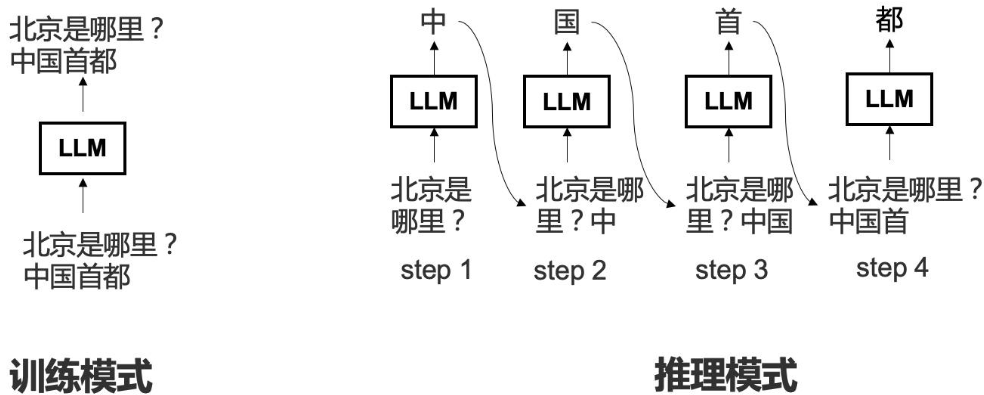 北京是哪里？
中国首都
LLM
北京是哪里？
中国首都
训练模式
中
国
首
都
LLM
LLM
LLM
LLM
北京是
哪里？
北京是哪
里？中
北京是哪
里？中国
北京是哪里？
中国首
step 1
step 2
step 3
step 4
推理模式